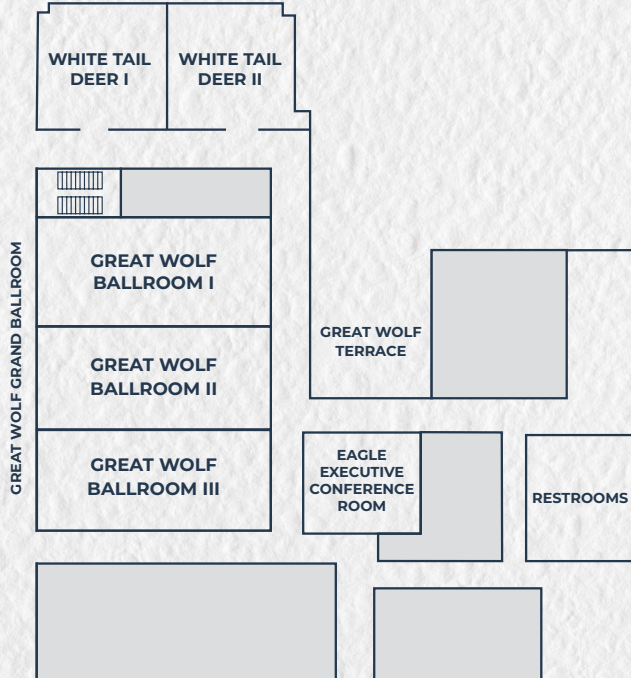 WHITE TAIL
DEER I
WHITE TAIL
DEER II
GREAT WOLF GRAND BALLROOM
GREAT WOLF
BALLROOM I
GREAT WOLF
BALLROOM II
GREAT WOLF
BALLROOM III
GREAT WOLF
TERRACE
EAGLE
EXECUTIVE
CONFERENCE
ROOM
RESTROOMS